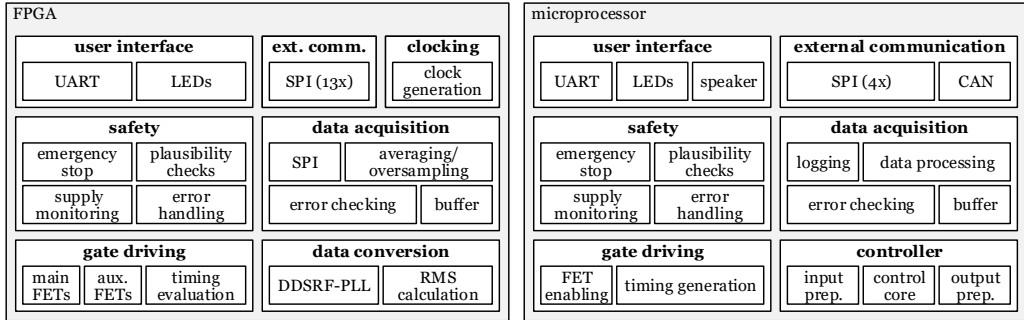 FPGA
user interface
UART
LEDs
ext. comm.
SPI (13x)
clocking
clock
generation
safety
emergency
stop
plausibility
checks
supply
monitoring
error
handling
data acquisition
SPI
averaging/
oversampling
error checking
buffer
gate driving
main
FETs
aux.
FETs
timing
evaluation
data conversion
DDSRF-PLL
RMS
calculation
microprocessor
user interface
UART
LEDs
speaker
external communication
SPI (4x)
CAN
safety
emergency
stop
plausibility
checks
supply
monitoring
error
handling
data acquisition
logging
data processing
error checking
buffer
gate driving
FET
enabling
timing generation
controller
input
prep.
control
core
output
prep.